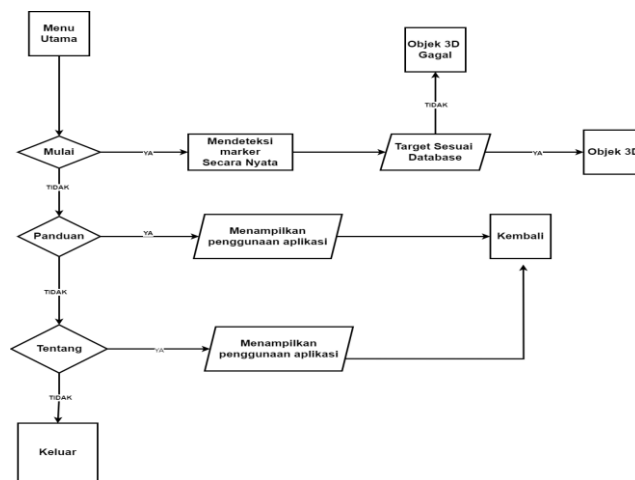 Menu
Utama
Objek 3D
Gagal
TIDAK
Mulai
YA
Mendeteksi
marker
Secara Nyata
Target Sesuai
Database
YA
Objek 3D
TIDAK
Panduan
YA
Menampilkan
penggunaan aplikasi
Kembali
TIDAK
Tentang
YA
Menampilkan
penggunaan aplikasi
TIDAK
Keluar